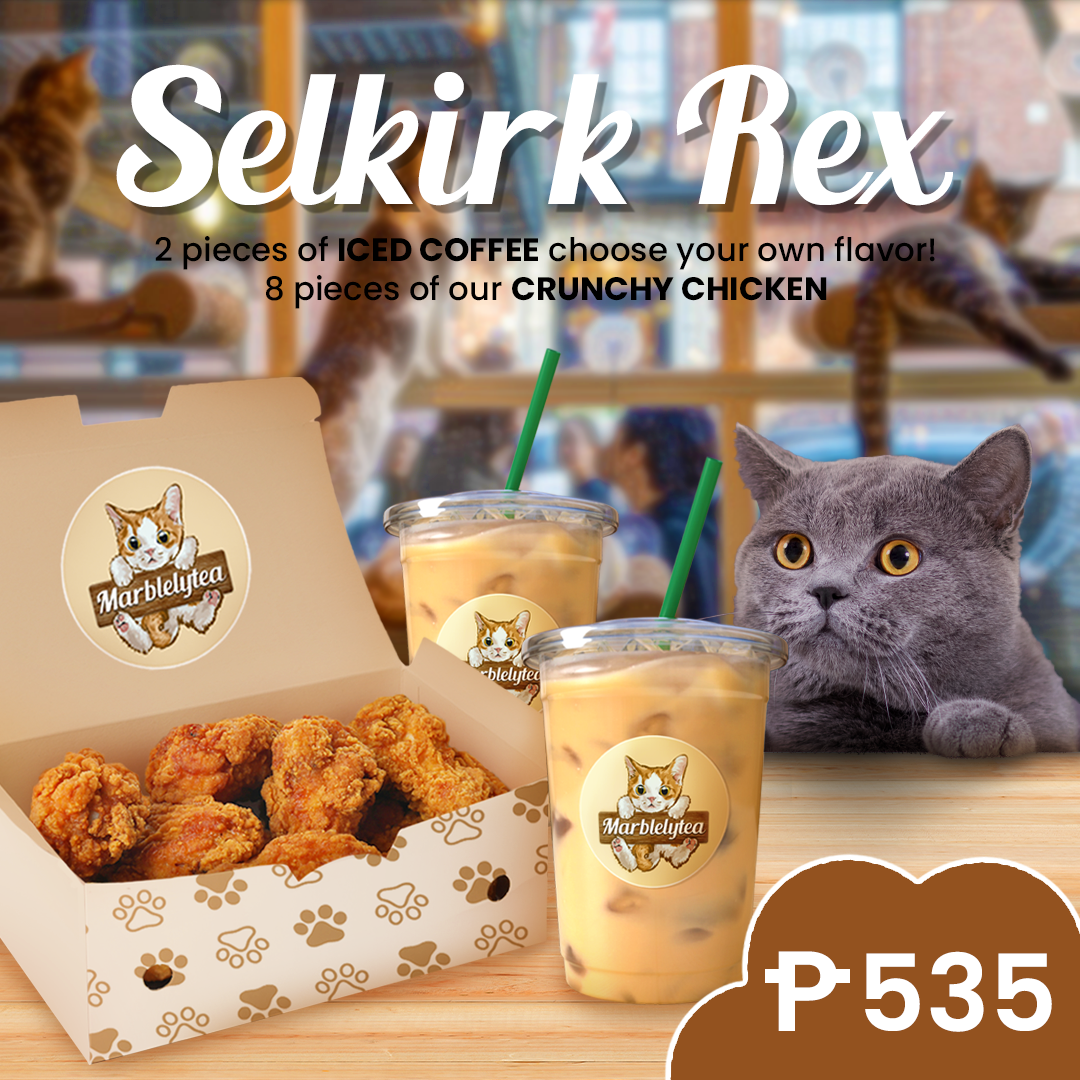 Selkirk Rex
2 pieces of ICED COFFEE choose your own flavor!
8 pieces of our CRUNCHY CHICKEN
Marblelytea
rblelytea
Marblelytea
₱535